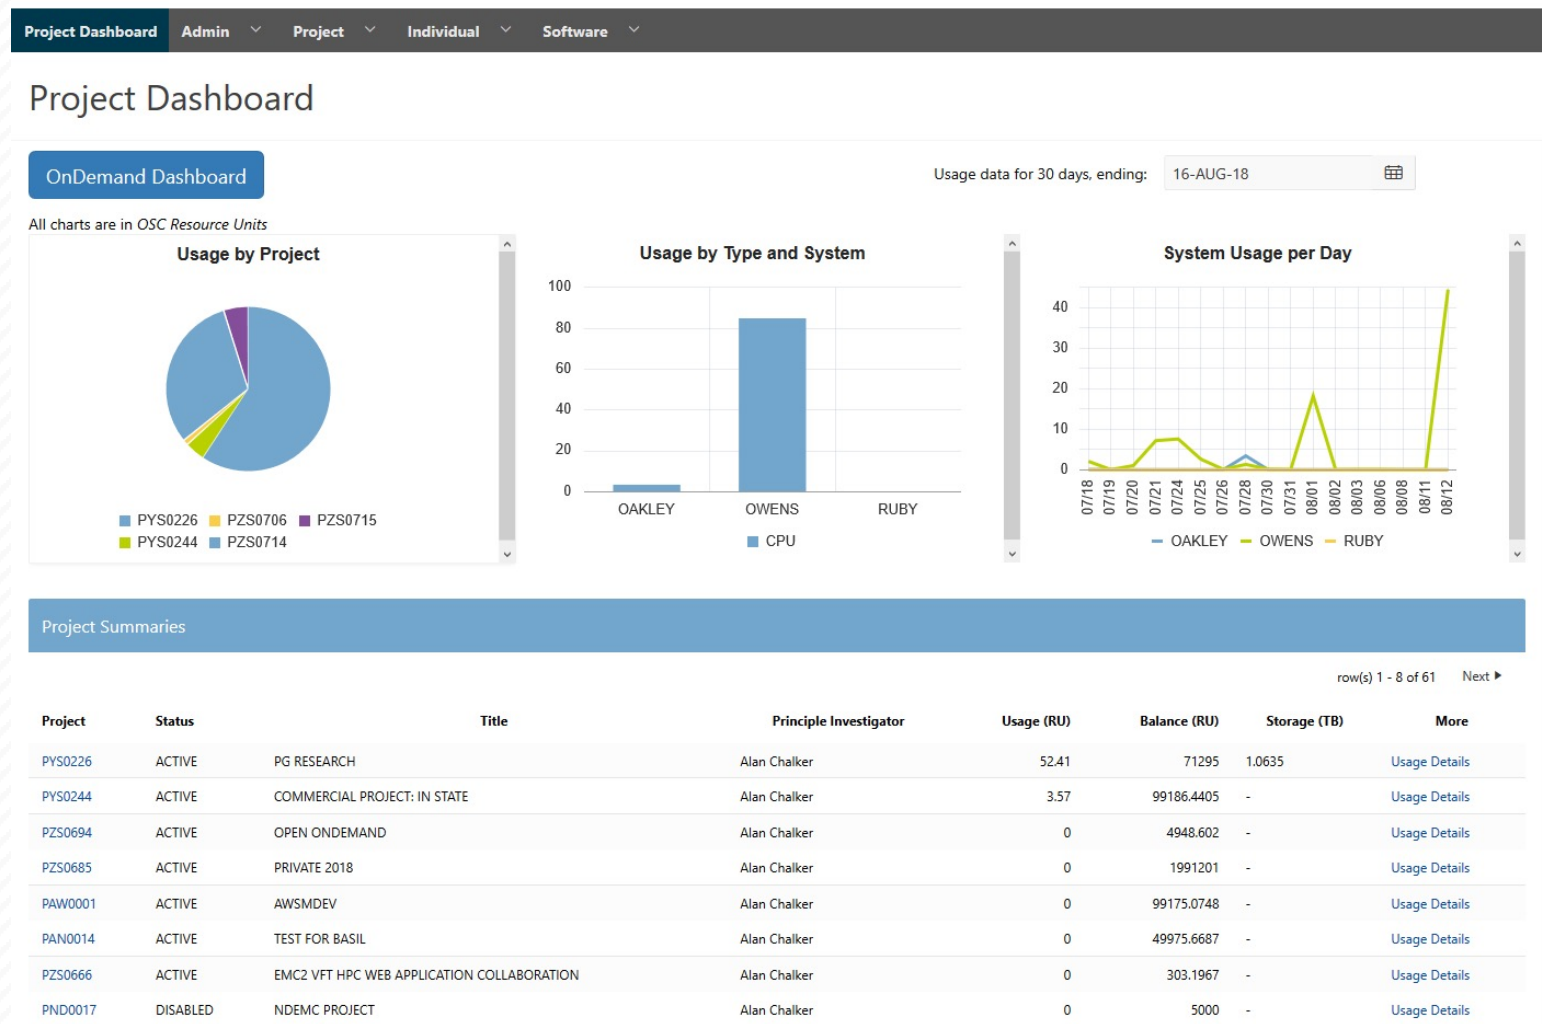 Project Dashboard Admin Project Individual Software
Project Dashboard
OnDemand Dashboard
Usage data for 30 days, ending: 16-AUG-18
All charts are in OSC Resource Units
Usage by Project
PYS0226 PZS0706 PZS0715
PYS0244 PZS0714
Usage by Type and System
100
80
60
40
20
0
OAKLEY OWENS RUBY
CPU
System Usage per Day
40
30
20
10
0
07/18 07/19 07/20 07/21 07/24 07/25 07/26 07/28 07/30 07/31 08/01 08/02 08/03 08/06 08/08 08/11 08/12
OAKLEY OWENS RUBY
Project Summaries
row(s) 1 - 8 of 61 Next
Project Status Title Principle Investigator Usage (RU) Balance (RU) Storage (TB) More
PYS0226 ACTIVE PG RESEARCH Alan Chalker 52.41 71295 1.0635 Usage Details
PYS0244 ACTIVE COMMERCIAL PROJECT: IN STATE Alan Chalker 3.57 99186.4405 - Usage Details
PZS0694 ACTIVE OPEN ONDEMAND Alan Chalker 0 4948.602 - Usage Details
PZS0685 ACTIVE PRIVATE 2018 Alan Chalker 0 1991201 - Usage Details
PAW0001 ACTIVE AWSMDEV Alan Chalker 0 99175.0748 - Usage Details
PAN0014 ACTIVE TEST FOR BASIL Alan Chalker 0 49975.6687 - Usage Details
PZS0666 ACTIVE EMC2 VFT HPC WEB APPLICATION COLLABORATION Alan Chalker 0 303.1967 - Usage Details
PND0017 DISABLED NDEMC PROJECT Alan Chalker 0 5000 - Usage Details